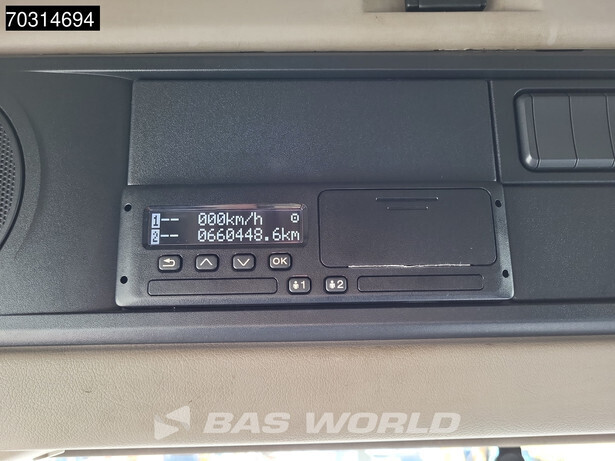 70314694
1-- 000km/h
2-- 0660448.6km
OK
1 2
BAS WORLD